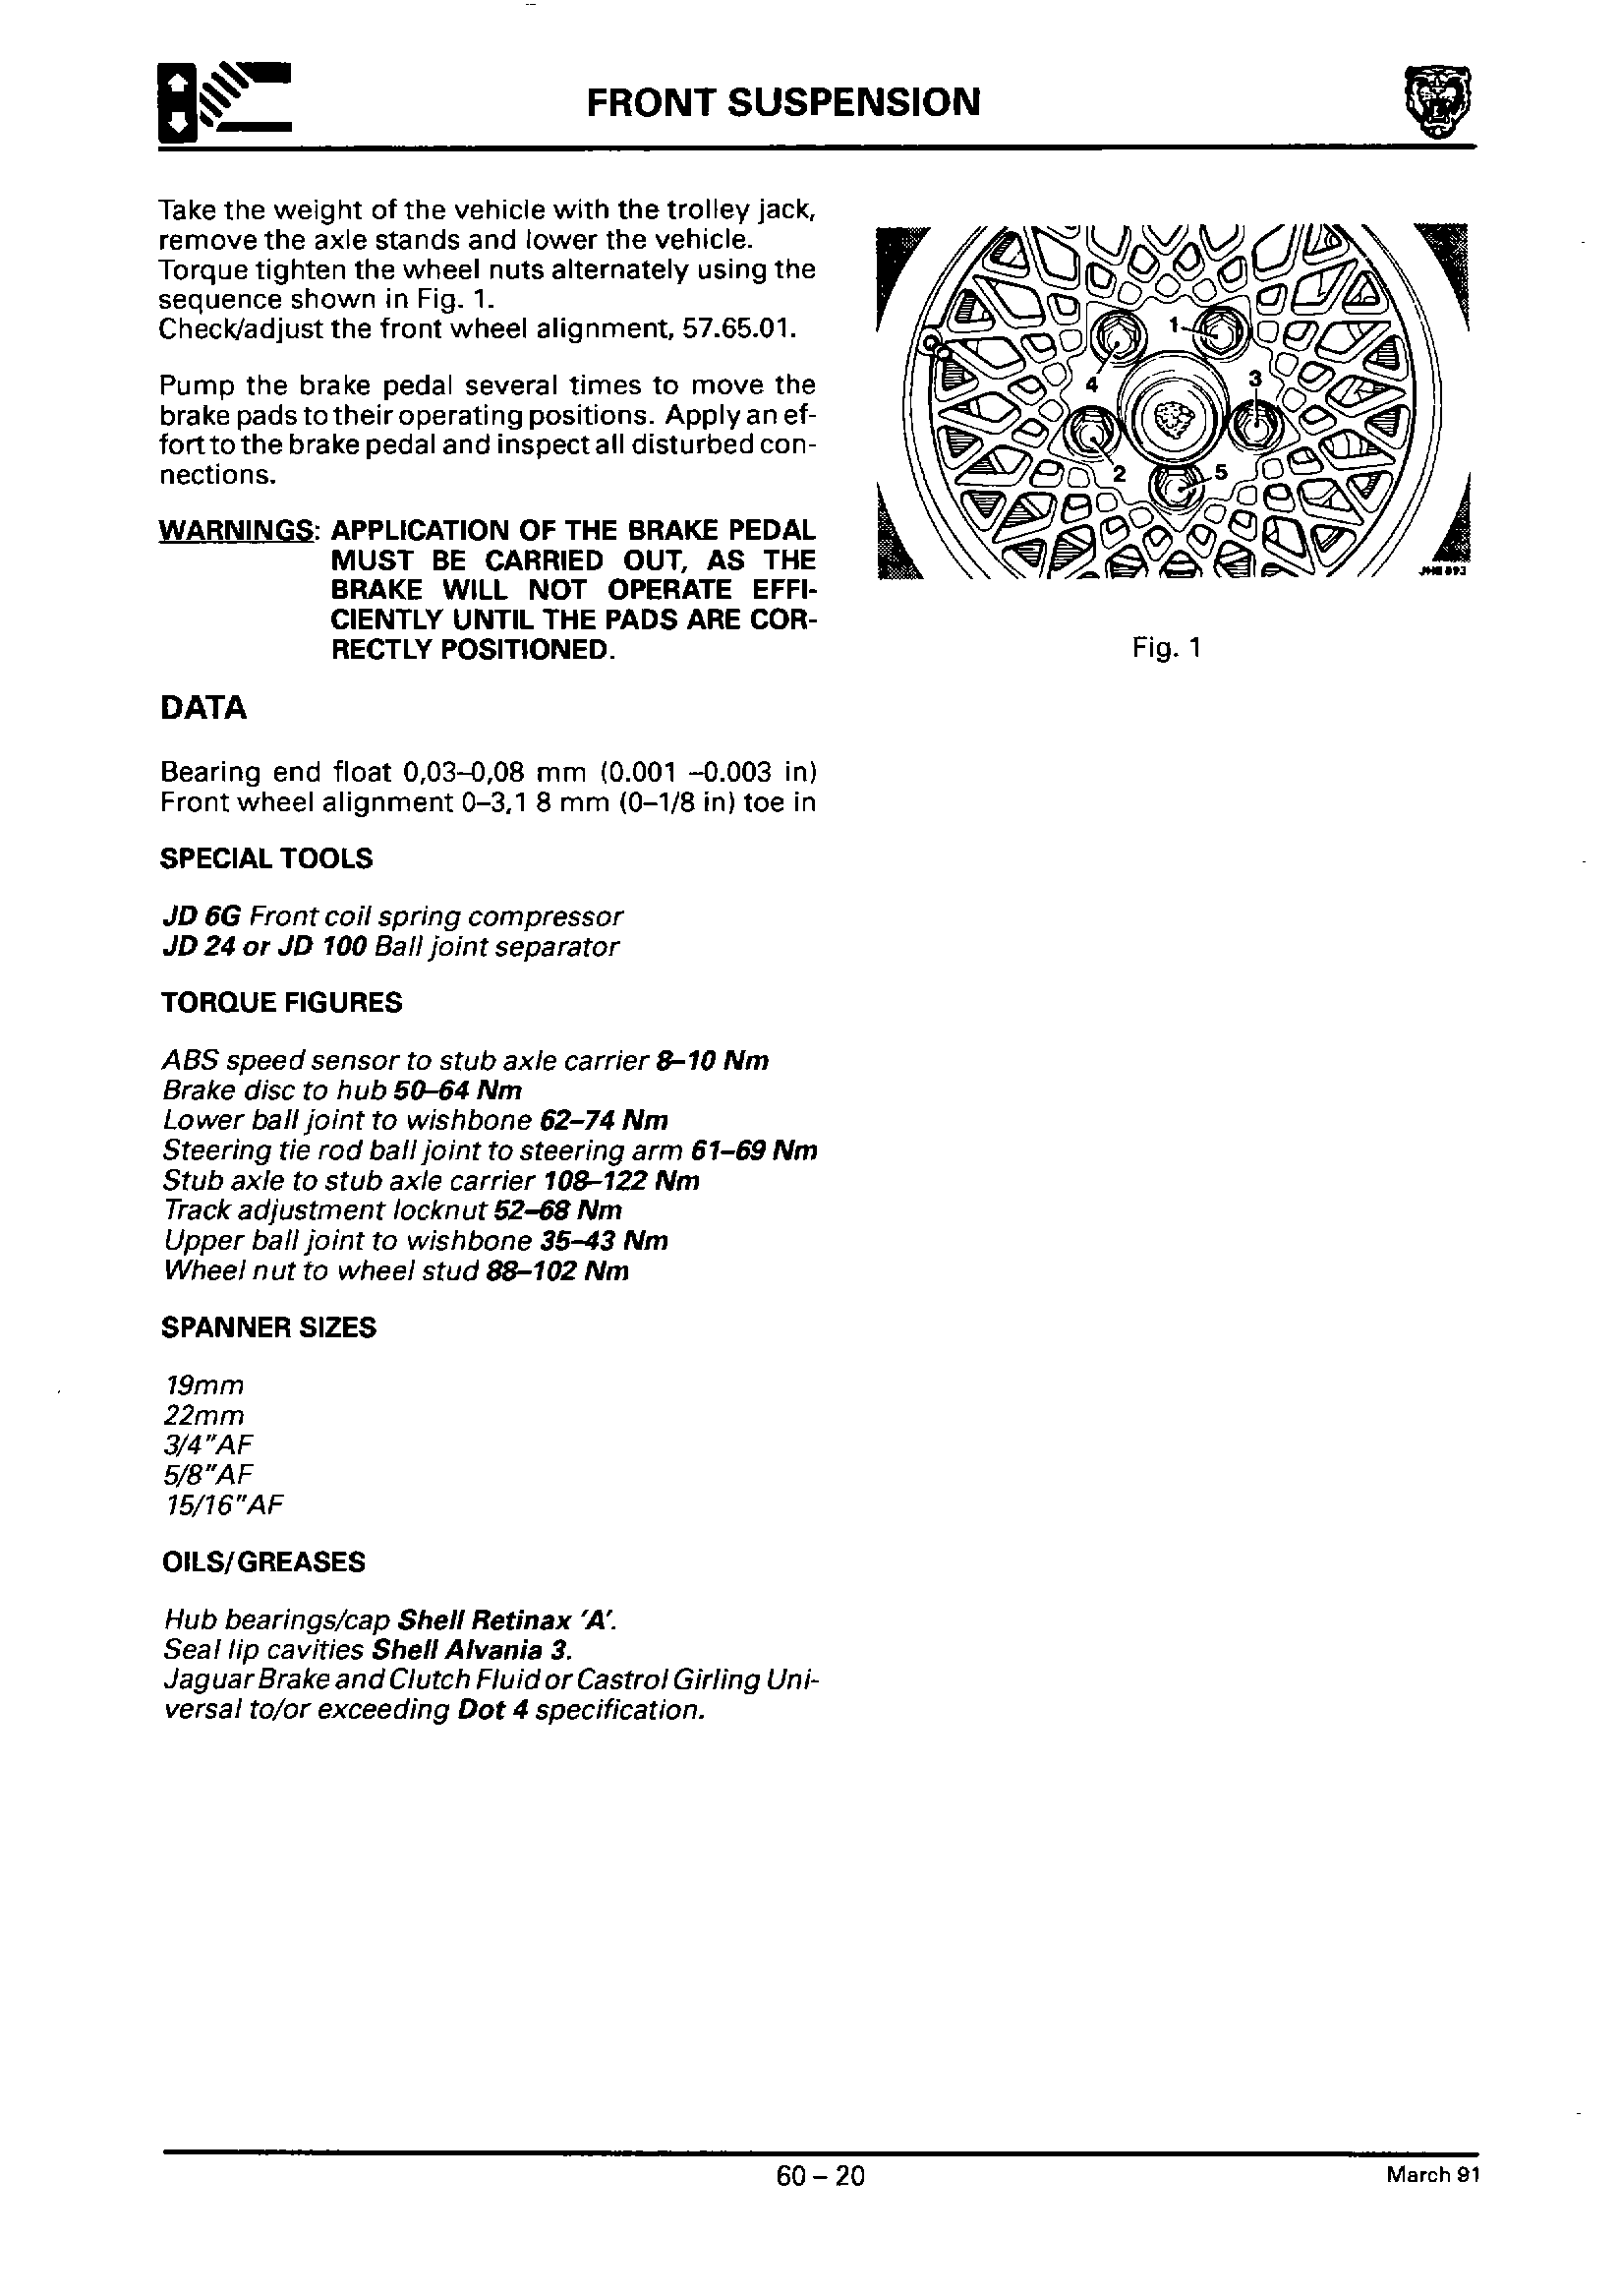 FRONT SUSPENSION
Take the weight of the vehicle with the trolley jack,
remove the axle stands and lower the vehicle.
Torque tighten the wheel nuts alternately using the
sequence shown in Fig. 1.
Check/adjust the front wheel alignment, 57.65.01.
Pump the brake pedal several times to move the
brake pads to their operating positions. Apply an ef-
fort to the brake pedal and inspect all disturbed con-
nections.
WARNINGS: APPLICATION OF THE BRAKE PEDAL
MUST BE CARRIED OUT, AS THE
BRAKE WILL NOT OPERATE EFFI-
CIENTLY UNTIL THE PADS ARE COR-
RECTLY POSITIONED.
DATA
Bearing end float 0,03–0,08 mm (0.001 –0.003 in)
Front wheel alignment 0–3,1 8 mm (0–1/8 in) toe in
SPECIAL TOOLS
JD 6G Front coil spring compressor
JD 24 or JD 100 Ball joint separator
TORQUE FIGURES
ABS speed sensor to stub axle carrier 8–10 Nm
Brake disc to hub 50–64 Nm
Lower ball joint to wishbone 62–74 Nm
Steering tie rod ball joint to steering arm 61–69 Nm
Stub axle to stub axle carrier 108–122 Nm
Track adjustment locknut 52–68 Nm
Upper ball joint to wishbone 35–43 Nm
Wheel nut to wheel stud 88–102 Nm
SPANNER SIZES
19mm
22mm
3/4"AF
5/8"AF
15/16"AF
OILS/GREASES
Hub bearings/cap Shell Retinax 'A'.
Seal lip cavities Shell Alvania 3.
Jaguar Brake and Clutch Fluid or Castrol Girling Uni-
versal to/or exceeding Dot 4 specification.
1
4
3
2
5
Fig. 1
60 – 20
March 91